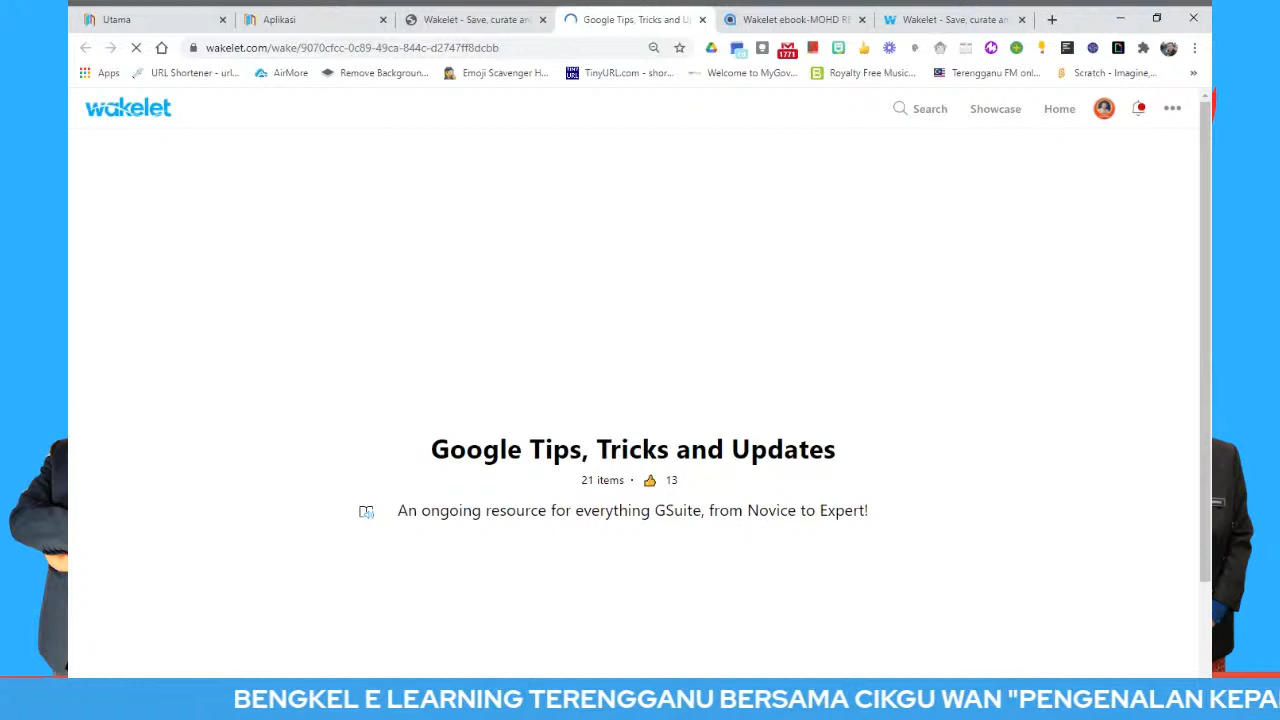 Utama
Aplikasi
Wakelet - Save, curate an
Google Tips, Tricks and U
Wakelet ebook-MOHD R
Wakelet - Save, curate an
wakelet.com/wake/9070cfcc-0c89-49ca-844c-d2747ff8dcbb
1771
Apps
URL Shortener - url...
AirMore
Remove Backgroun...
Emoji Scavenger H...
TinyURL.com - shor...
Welcome to MyGov...
Royalty Free Music...
Terengganu FM onl...
Scratch - Imagine,...
wakelet
Search
Showcase
Home
Google Tips, Tricks and Updates
21 items · 13
An ongoing resource for everything GSuite, from Novice to Expert!
BENGKEL E LEARNING TERENGGANU BERSAMA CIKGU WAN "PENGENALAN KEPA